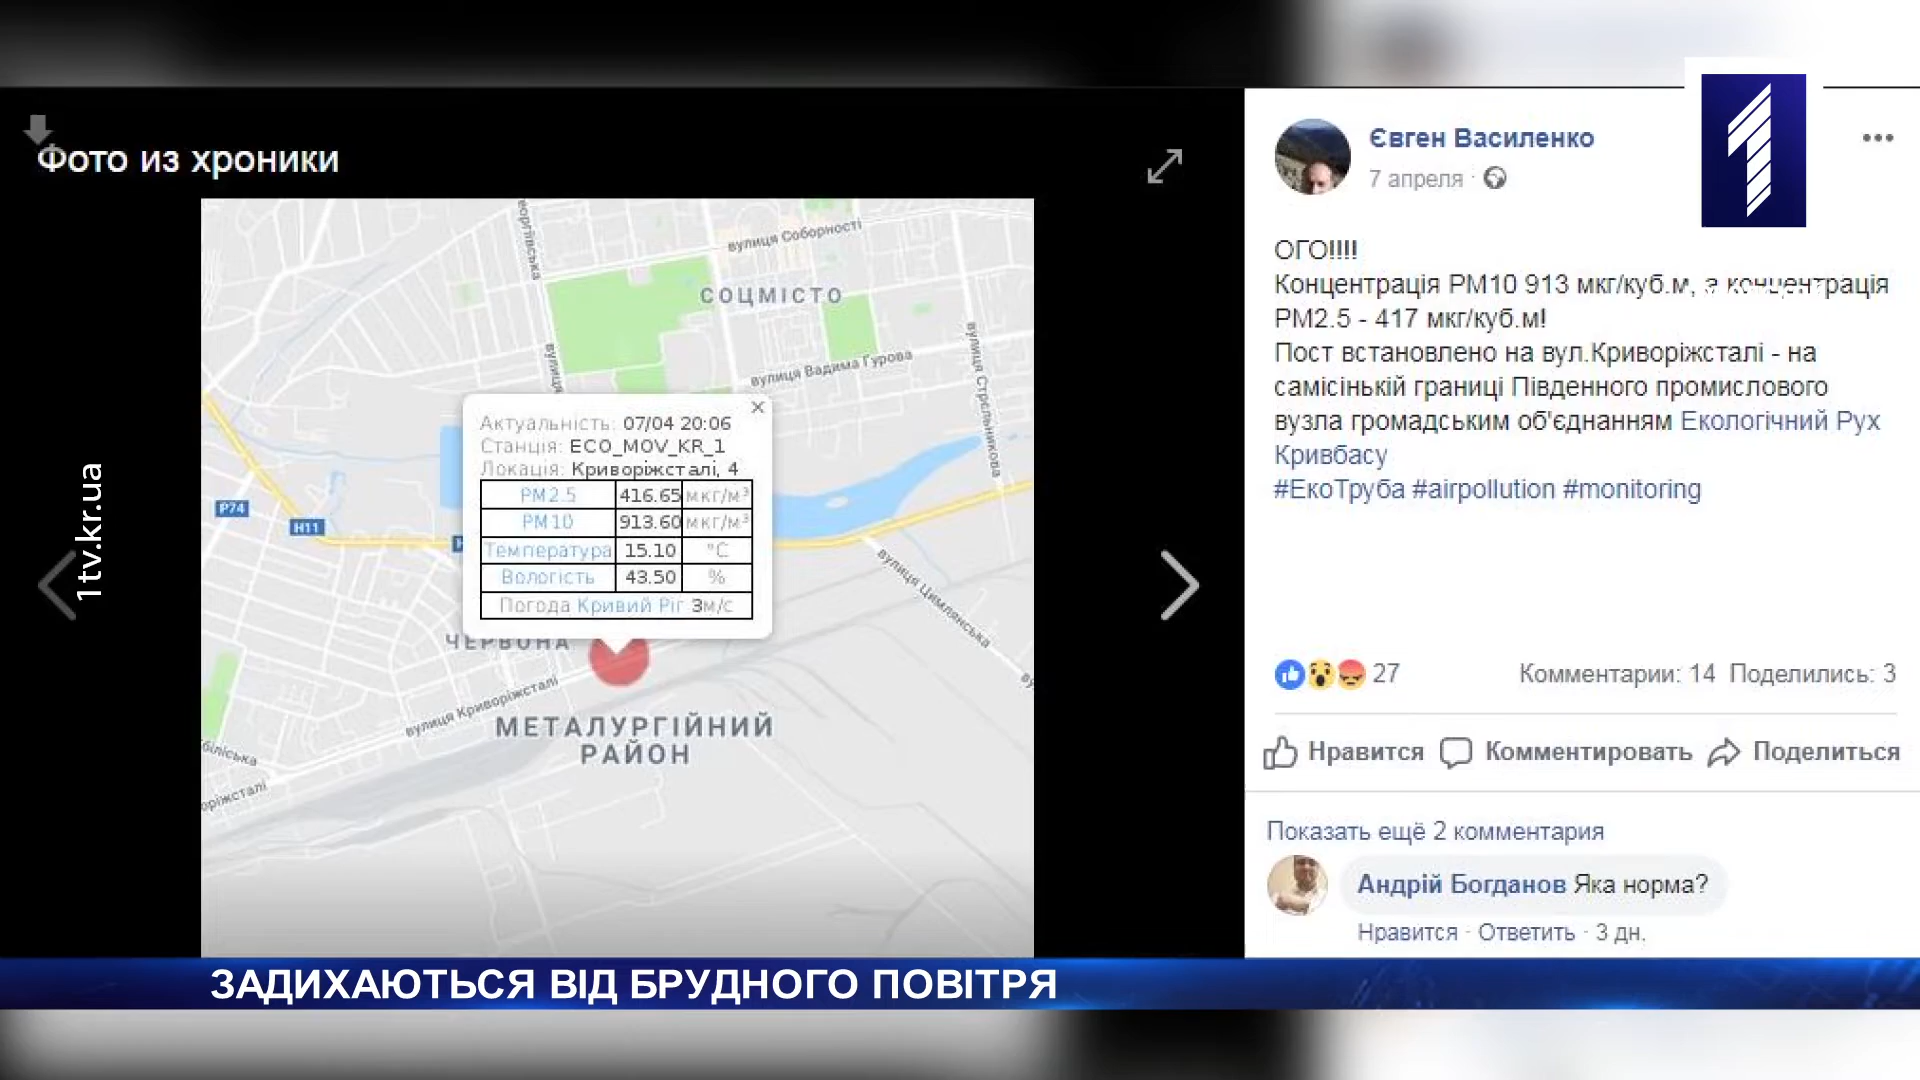 Фото из хроники
1tv.kr.ua
вулиця Соборності
СОЦМІСТО
вулиця Вадима Гурова
вулиця Стрєльникова
вулиця
P74
H11
Актуальність: 07/04 20:06
Станція: ECO_MOV_KR_1
Локація: Криворіжсталі, 4
PM2.5 416.65 мкг/м³
PM10 913.60 мкг/м³
Температура 15.10 °C
Вологість 43.50 %
Погода Кривий Ріг 3м/с
вулиця Цимлянська
ЧЕРВОНА
вулиця Криворіжсталі
МЕТАЛУРГІЙНИЙ
РАЙОН
Євген Василенко
7 апреля
1
ОГО!!!!
Концентрація PM10 913 мкг/куб.м, а концентрація
PM2.5 - 417 мкг/куб.м!
Пост встановлено на вул.Криворіжсталі - на
самісінькій границі Південного промислового
вузла громадським об'єднанням Екологічний Рух
Кривбасу
#ЕкоТруба #airpollution #monitoring
27 Комментарии: 14 Поделились: 3
Нравится Комментировать Поделиться
Показать ещё 2 комментария
Андрій Богданов Яка норма?
Нравится · Ответить · 3 дн.
ЗАДИХАЮТЬСЯ ВІД БРУДНОГО ПОВІТРЯ